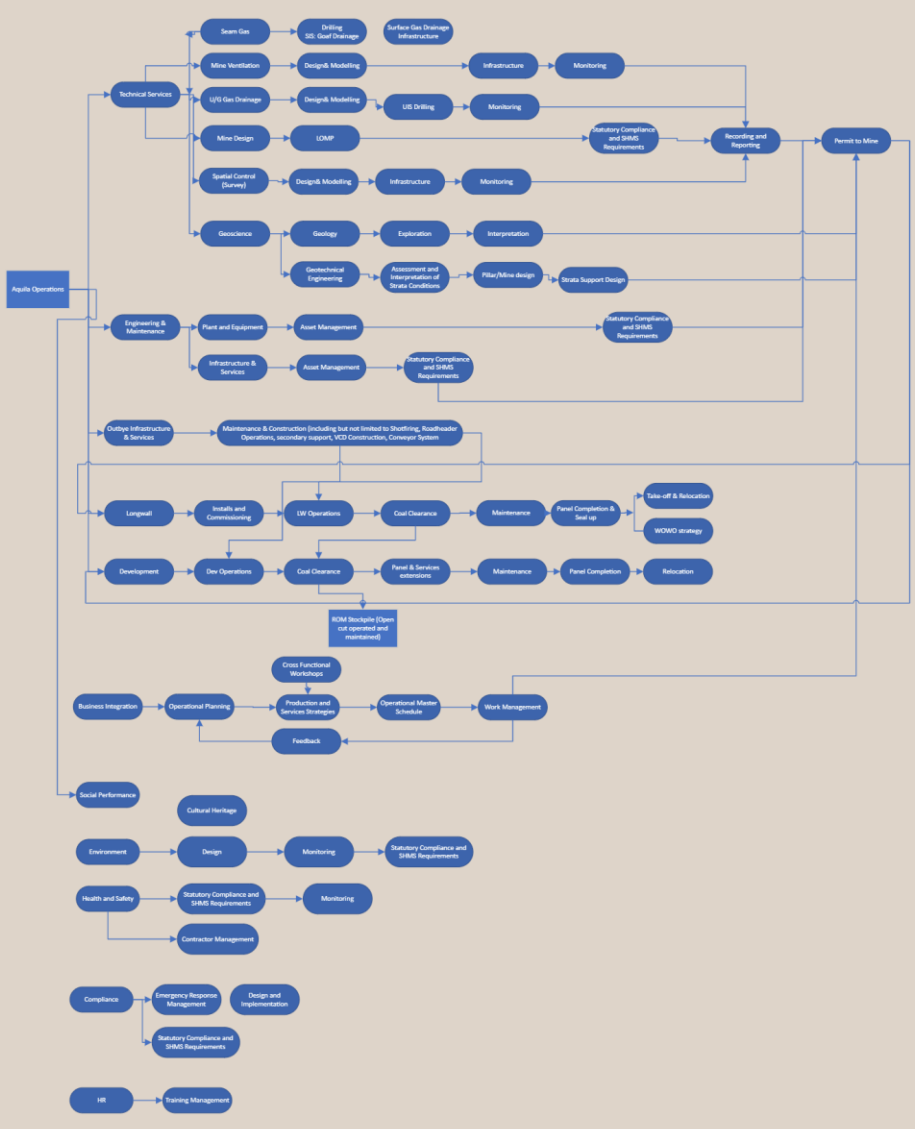 Seam Gas
Drilling
SIS: Goaf Drainage
Surface Gas Drainage
Infrastructure
Mine Ventilation
Design& Modelling
Infrastructure
Monitoring
Technical Services
U/G Gas Drainage
Design& Modelling
UIS Drilling
Monitoring
Mine Design
LOMP
Statutory Compliance
and SHMS
Requirements
Recording and
Reporting
Permit to Mine
Spatial Control
(Survey)
Design& Modelling
Infrastructure
Monitoring
Geoscience
Geology
Exploration
Interpretation
Geotechnical
Engineering
Assessment and
Interpretation of
Strata Conditions
Pillar/Mine design
Strata Support Design
Aquila Operations
Engineering &
Maintenance
Plant and Equipment
Asset Management
Statutory Compliance
and SHMS
Requirements
Infrastructure &
Services
Asset Management
Statutory Compliance
and SHMS
Requirements
Outbye Infrastructure
& Services
Maintenance & Construction (including but not limited to Shotfiring, Roadheader
Operations, secondary support, VCD Construction, Conveyor System
Longwall
Installs and
Commissioning
LW Operations
Coal Clearance
Maintenance
Panel Completion &
Seal up
Take-off & Relocation
WOWO strategy
Development
Dev Operations
Coal Clearance
Panel & Services
extensions
Maintenance
Panel Completion
Relocation
ROM Stockpile (Open
cut operated and
maintained)
Cross Functional
Workshops
Business Integration
Operational Planning
Production and
Services Strategies
Operational Master
Schedule
Work Management
Feedback
Social Performance
Cultural Heritage
Environment
Design
Monitoring
Statutory Compliance and
SHMS Requirements
Health and Safety
Statutory Compliance and
SHMS Requirements
Monitoring
Contractor Management
Compliance
Emergency Response
Management
Design and
Implementation
Statutory Compliance and
SHMS Requirements
HR
Training Management